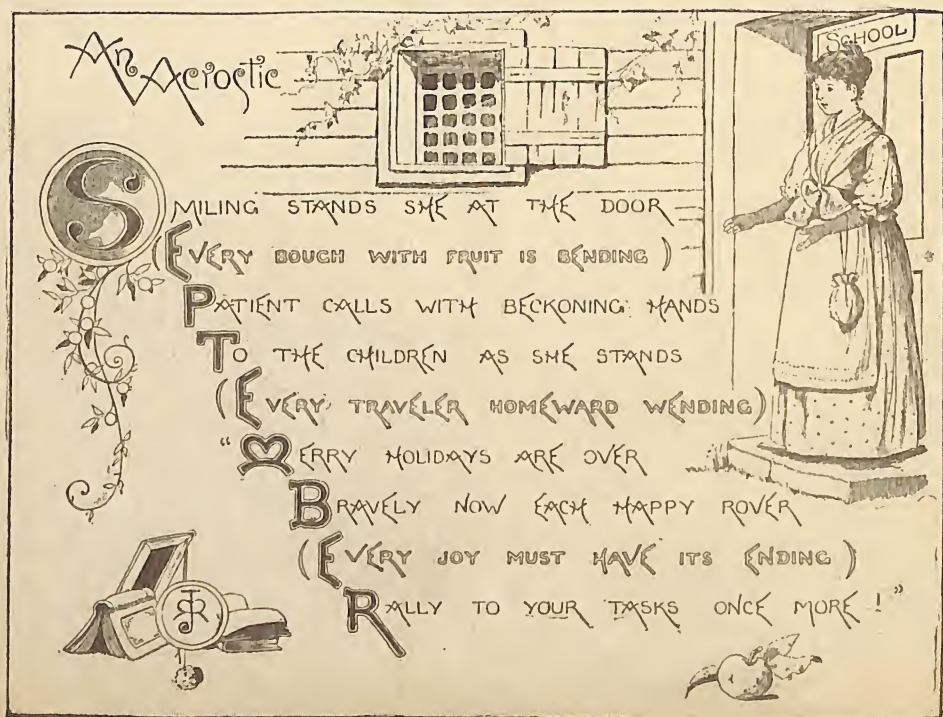 An Acrostic
SCHOOL
SMILING STANDS SHE AT THE DOOR
(EVERY BOUGH WITH FRUIT IS BENDING)
PATIENT CALLS WITH BECKONING HANDS
TO THE CHILDREN AS SHE STANDS
(EVERY TRAVELER HOMEWARD WENDING)
"MERRY HOLIDAYS ARE OVER
BRAVELY NOW EACH HAPPY ROVER
(EVERY JOY MUST HAVE ITS ENDING)
RALLY TO YOUR TASKS ONCE MORE!"